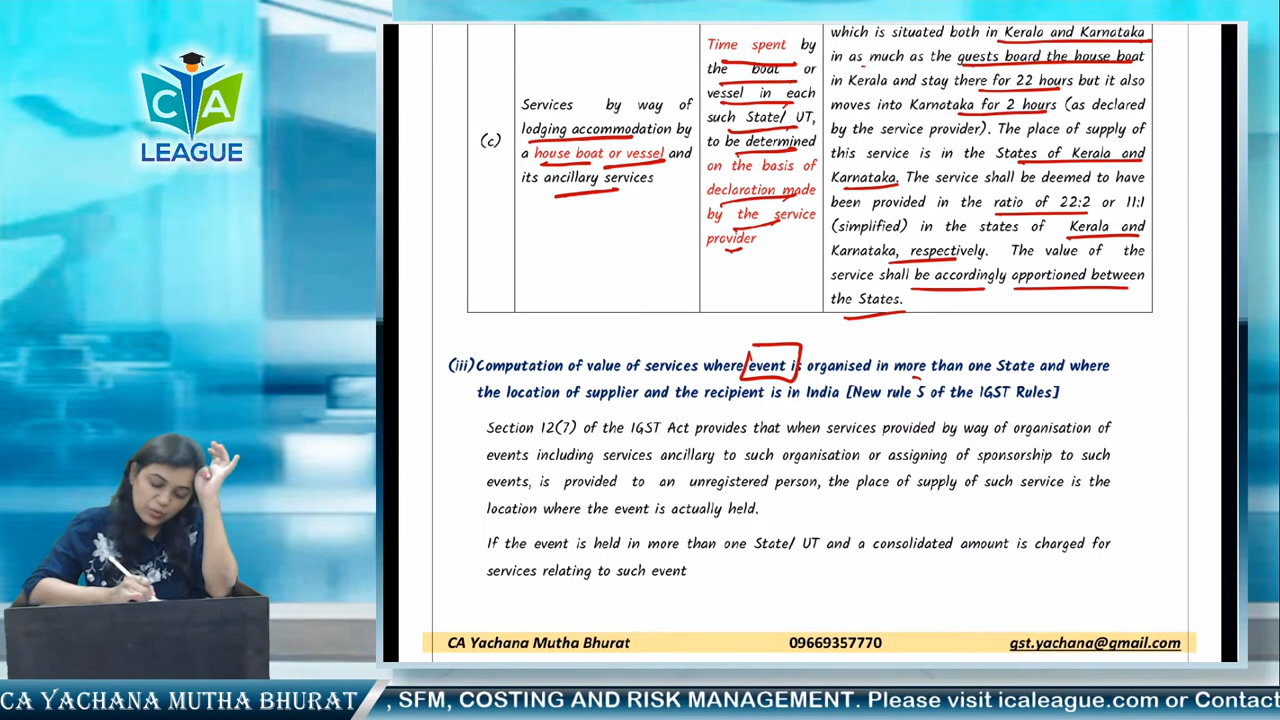 CA
LEAGUE
(c)
Services by way of
lodging accommodation by
a house boat or vessel and
its ancillary services
Time spent by
the boat or
vessel in each
such State/ UT,
to be determined
on the basis of
declaration made
by the service
provider
which is situated both in Kerala and Karnotaka
in as much as the guests board the house boat
in Kerala and stay there for 22 hours but it also
moves into Karnotaka for 2 hours (as declared
by the service provider). The place of supply of
this service is in the States of Kerala and
Karnataka. The service shall be deemed to have
been provided in the ratio of 22:2 or 11:1
(simplified) in the states of Kerala and
Karnataka, respectively. The value of the
service shall be accordingly apportioned between
the States.
(iii) Computation of value of services where event is organised in more than one State and where
the location of supplier and the recipient is in India [New rule 5 of the IGST Rules]
Section 12(7) of the IGST Act provides that when services provided by way of organisation of
events including services ancillary to such organisation or assigning of sponsorship to such
events, is provided to an unregistered person, the place of supply of such service is the
location where the event is actually held.
If the event is held in more than one State/ UT and a consolidated amount is charged for
services relating to such event
CA Yachana Mutha Bhurat 09669357770 gst.yachana@gmail.com
CA YACHANA MUTHA BHURAT , SFM, COSTING AND RISK MANAGEMENT. Please visit icaleague.com or Contact